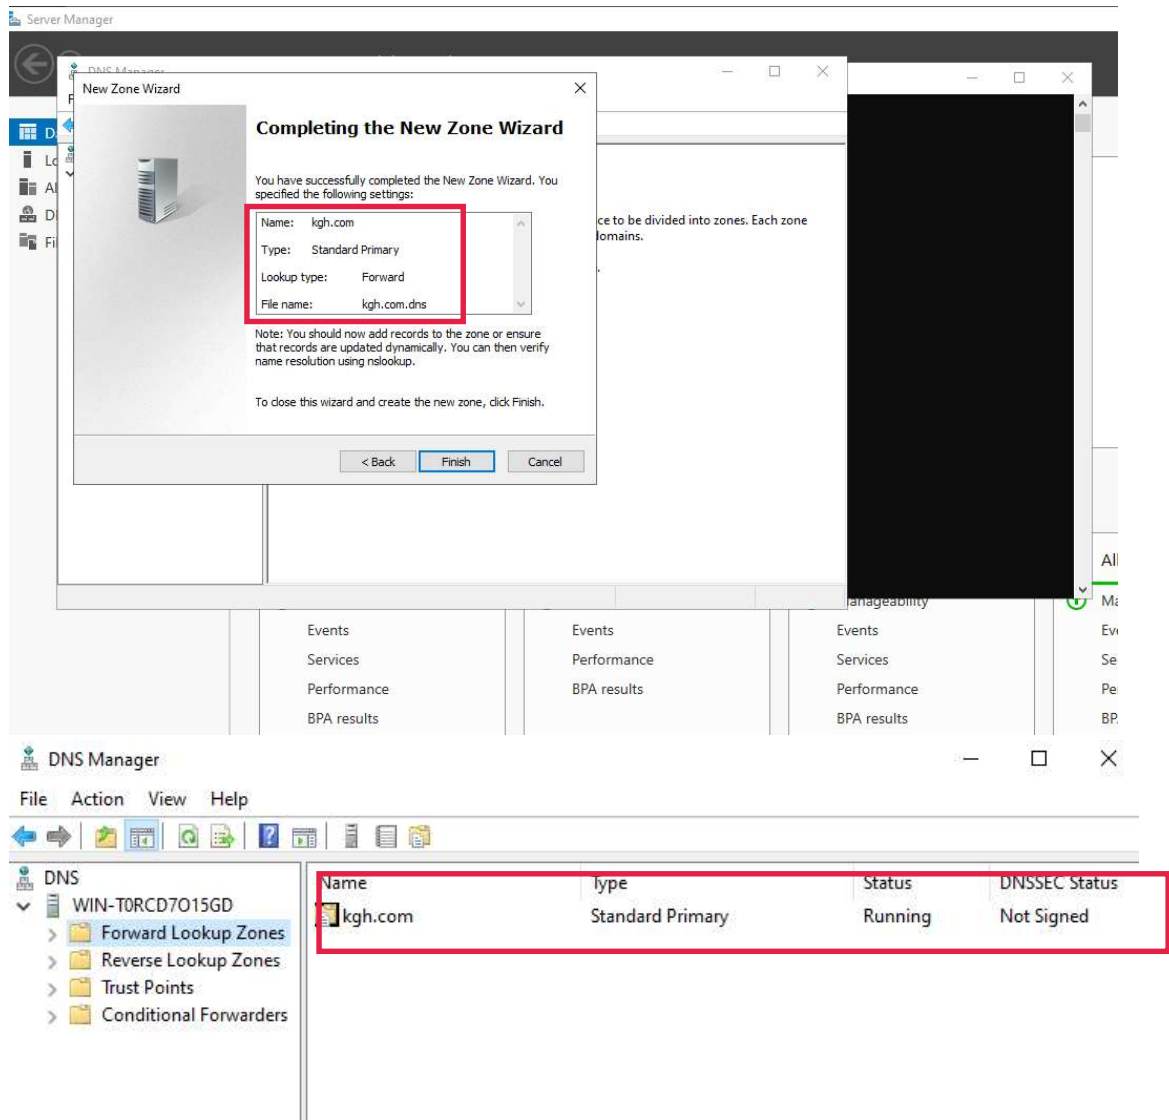 Server Manager
DNS Manager
New Zone Wizard
Completing the New Zone Wizard
You have successfully completed the New Zone Wizard. You
specified the following settings:
Name: kgh.com
Type: Standard Primary
Lookup type: Forward
File name: kgh.com.dns
Note: You should now add records to the zone or ensure
that records are updated dynamically. You can then verify
name resolution using nslookup.
To close this wizard and create the new zone, click Finish.
< Back Finish Cancel
ce to be divided into zones. Each zone
domains.
All
Manageability
Events Events Events
Services Performance Services
Performance BPA results Performance
BPA results BPA results
DNS Manager
File Action View Help
DNS
WIN-T0RCD7O15GD
Forward Lookup Zones
Reverse Lookup Zones
Trust Points
Conditional Forwarders
Name Type Status DNSSEC Status
kgh.com Standard Primary Running Not Signed